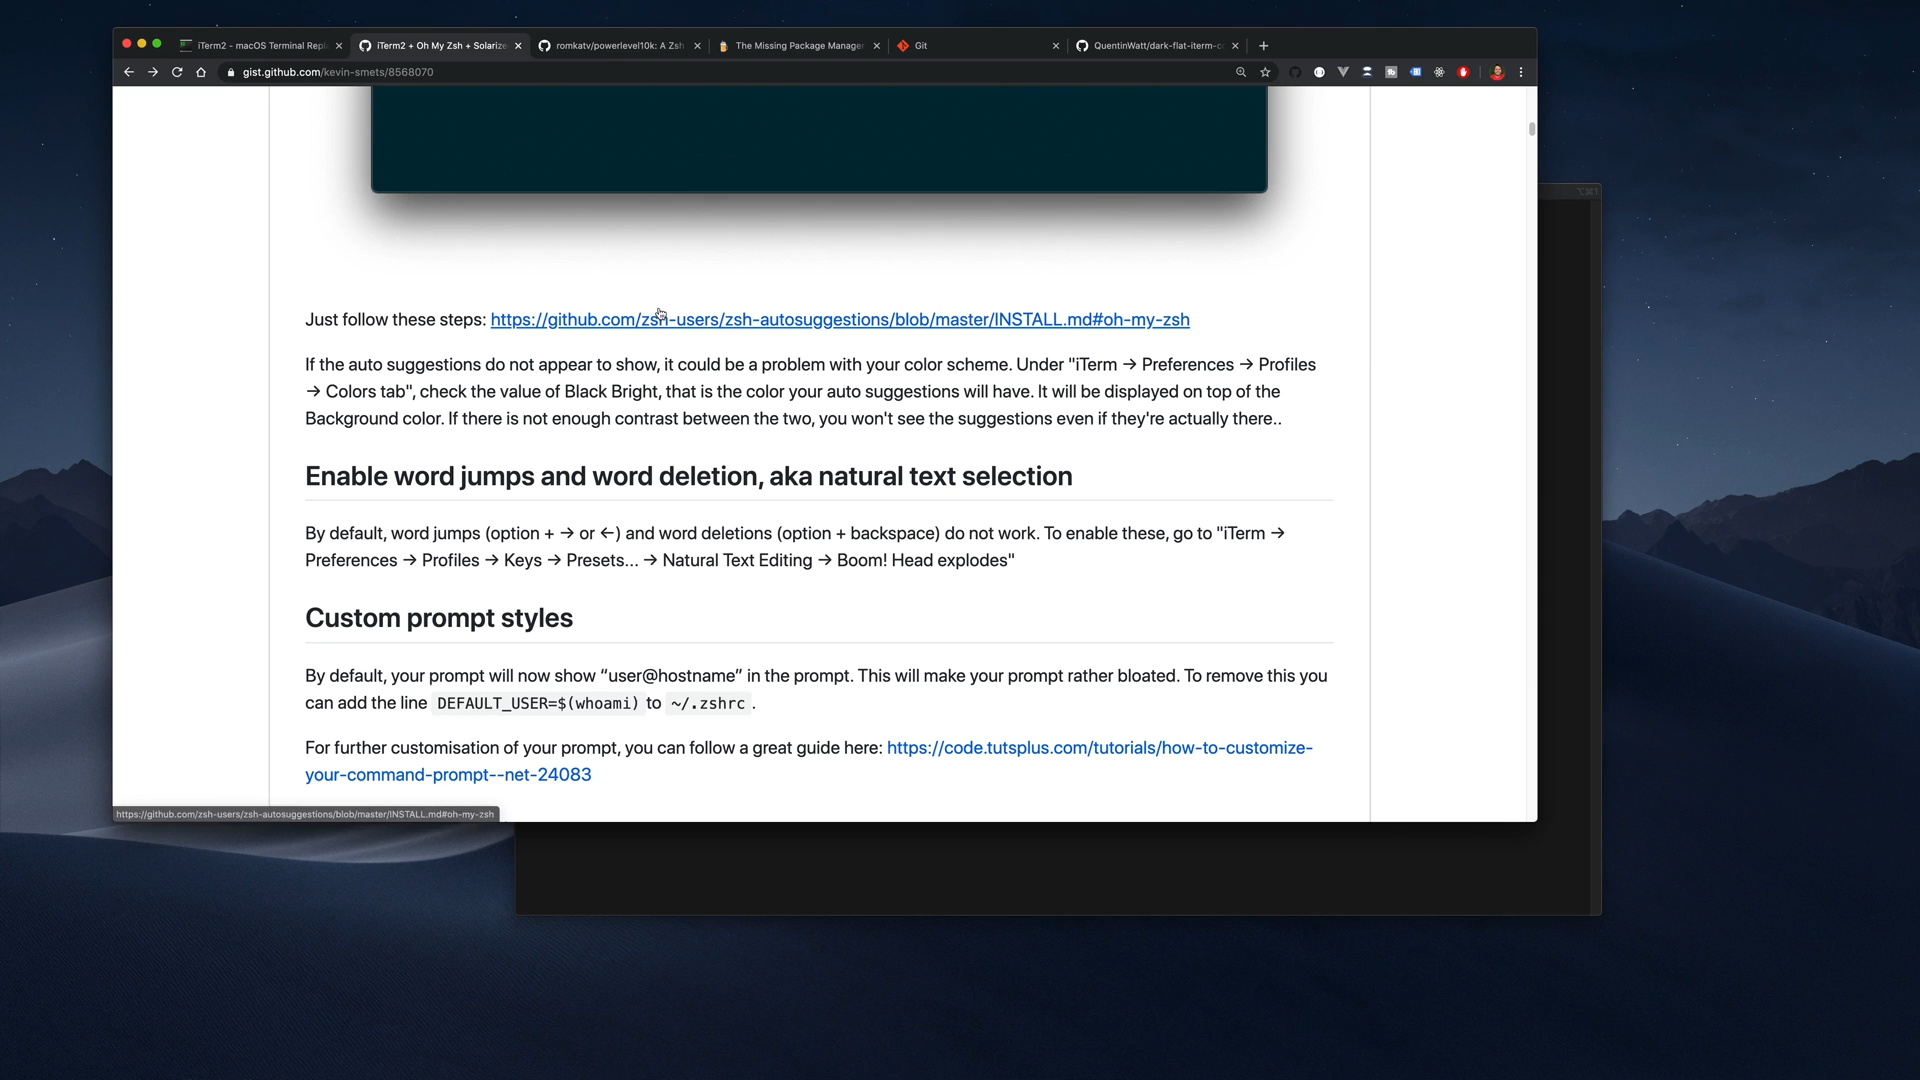 iTerm2 - macOS Terminal Repl
iTerm2 + Oh My Zsh + Solarize
romkatv/powerlevel10k: A Zsh
The Missing Package Manager
Git
QuentinWatt/dark-flat-iterm-c
gist.github.com/kevin-smets/8568070
Just follow these steps: https://github.com/zsh-users/zsh-autosuggestions/blob/master/INSTALL.md#oh-my-zsh
If the auto suggestions do not appear to show, it could be a problem with your color scheme. Under "iTerm → Preferences → Profiles
→ Colors tab", check the value of Black Bright, that is the color your auto suggestions will have. It will be displayed on top of the
Background color. If there is not enough contrast between the two, you won't see the suggestions even if they're actually there..
Enable word jumps and word deletion, aka natural text selection
By default, word jumps (option + → or ←) and word deletions (option + backspace) do not work. To enable these, go to "iTerm →
Preferences → Profiles → Keys → Presets... → Natural Text Editing → Boom! Head explodes"
Custom prompt styles
By default, your prompt will now show “user@hostname” in the prompt. This will make your prompt rather bloated. To remove this you
can add the line DEFAULT_USER=$(whoami) to ~/.zshrc .
For further customisation of your prompt, you can follow a great guide here: https://code.tutsplus.com/tutorials/how-to-customize-
your-command-prompt--net-24083
https://github.com/zsh-users/zsh-autosuggestions/blob/master/INSTALL.md#oh-my-zsh